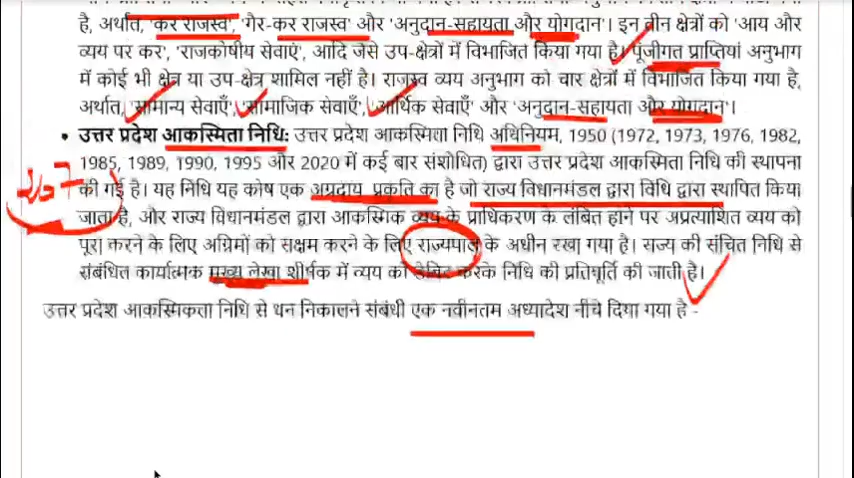 है, अर्थात, 'कर राजस्व', 'गैर-कर राजस्व' और 'अनुदान-सहायता और योगदान'। इन तीन क्षेत्रों को 'आय और
व्यय पर कर', 'राजकोषीय सेवाएँ', आदि जैसे उप-क्षेत्रों में विभाजित किया गया है। पूंजीगत प्राप्तियां अनुभाग
में कोई भी क्षेत्र या उप-क्षेत्र शामिल नहीं है। राजस्व व्यय अनुभाग को चार क्षेत्रों में विभाजित किया गया है,
अर्थात, 'सामान्य सेवाएँ', 'सामाजिक सेवाएँ', 'आर्थिक सेवाएँ' और 'अनुदान-सहायता और योगदान'।
• उत्तर प्रदेश आकस्मिता निधि: उत्तर प्रदेश आकस्मिता निधि अधिनियम, 1950 (1972, 1973, 1976, 1982,
1985, 1989, 1990, 1995 और 2020 में कई बार संशोधित) द्वारा उत्तर प्रदेश आकस्मिता निधि की स्थापना
की गई है। यह निधि यह कोष एक अग्रदाय प्रकृति का है जो राज्य विधानमंडल द्वारा विधि द्वारा स्थापित किया
जाता है, और राज्य विधानमंडल द्वारा आकस्मिक व्यय के प्राधिकरण के लंबित होने पर अप्रत्याशित व्यय को
पूरा करने के लिए अग्रिमों को सक्षम करने के लिए राज्यपाल के अधीन रखा गया है। राज्य की संचित निधि से
संबंधित कार्यात्मक मुख्य लेखा शीर्षक में व्यय को डेबिट करके निधि की प्रतिपूर्ति की जाती है।
उत्तर प्रदेश आकस्मिकता निधि से धन निकालने संबंधी एक नवीनतम अध्यादेश नीचे दिया गया है -